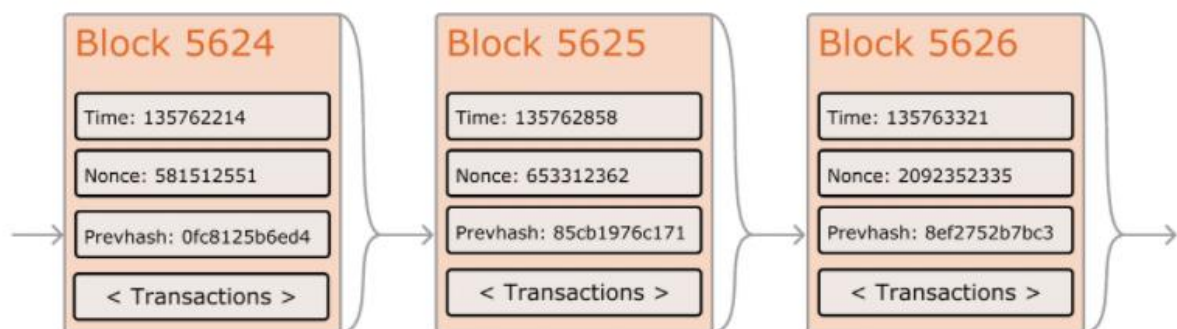 Block 5624
Time: 135762214
Nonce: 581512551
Prevhash: 0fc8125b6ed4
< Transactions >
Block 5625
Time: 135762858
Nonce: 653312362
Prevhash: 85cb1976c171
< Transactions >
Block 5626
Time: 135763321
Nonce: 2092352335
Prevhash: 8ef2752b7bc3
< Transactions >